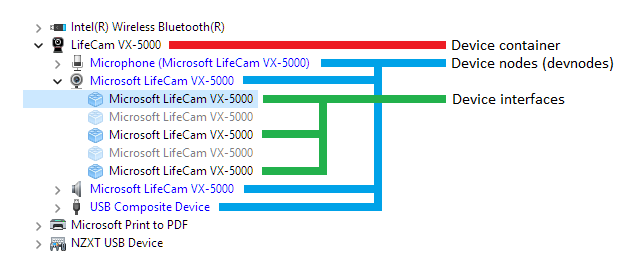 Intel(R) Wireless Bluetooth(R)
LifeCam VX-5000 Device container
Microphone (Microsoft LifeCam VX-5000) Device nodes (devnodes)
Microsoft LifeCam VX-5000
Microsoft LifeCam VX-5000 Device interfaces
Microsoft LifeCam VX-5000
Microsoft LifeCam VX-5000
Microsoft LifeCam VX-5000
Microsoft LifeCam VX-5000
Microsoft LifeCam VX-5000
USB Composite Device
Microsoft Print to PDF
NZXT USB Device